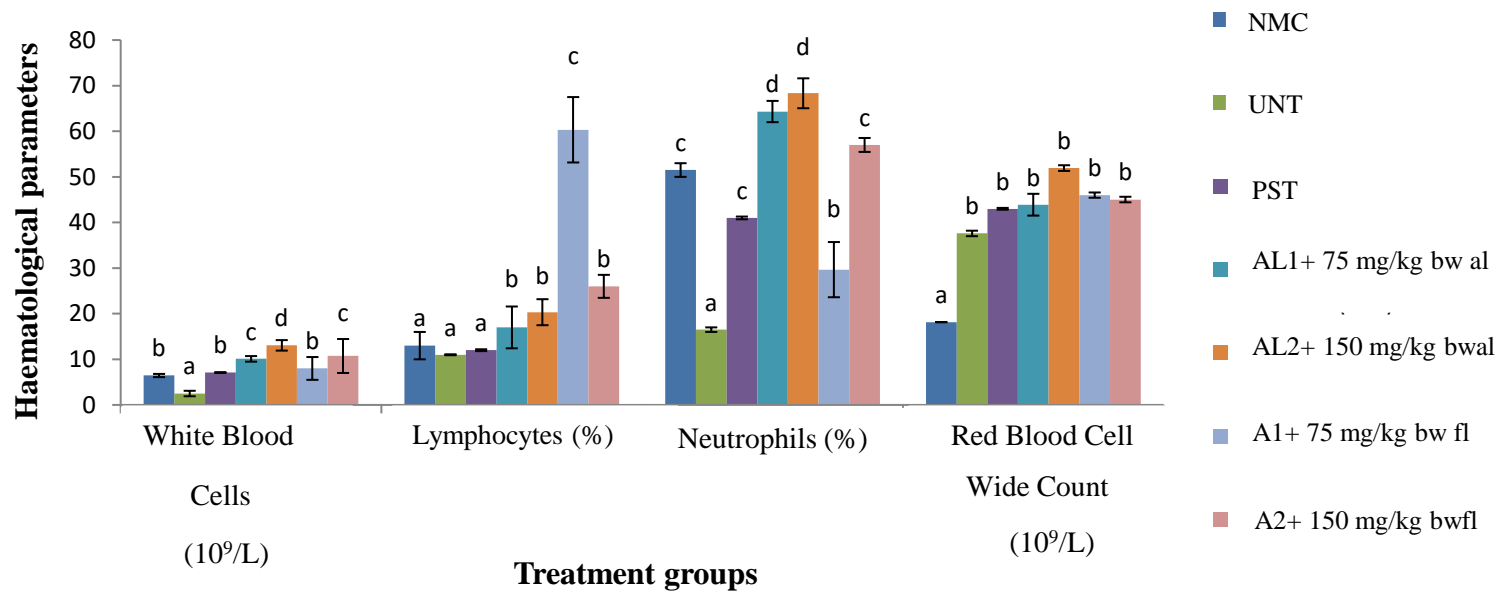 Haematological parameters
80
70
60
50
40
30
20
10
0
b
a
b
c
d
b
c
a
a
a
b
b
c
b
c
a
c
d
d
b
c
a
b
b
b
b
b
b
White Blood
Cells
(10⁹/L)
Lymphocytes (%)
Neutrophils (%)
Red Blood Cell
Wide Count
(10⁹/L)
Treatment groups
NMC
UNT
PST
AL1+ 75 mg/kg bw al
AL2+ 150 mg/kg bwal
A1+ 75 mg/kg bw fl
A2+ 150 mg/kg bwfl